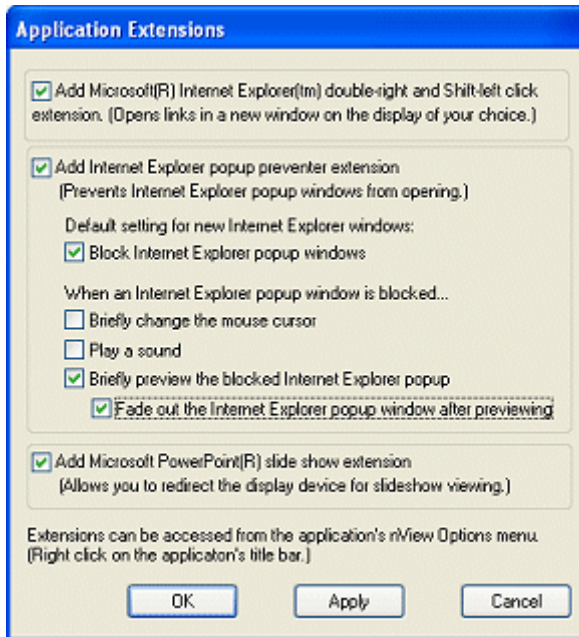 Application Extensions
Add Microsoft(R) Internet Explorer(tm) double-right and Shift-left click
extension. (Opens links in a new window on the display of your choice.)
Add Internet Explorer popup preventer extension
(Prevents Internet Explorer popup windows from opening.)
Default setting for new Internet Explorer windows:
Block Internet Explorer popup windows
When an Internet Explorer popup window is blocked...
Briefly change the mouse cursor
Play a sound
Briefly preview the blocked Internet Explorer popup
Fade out the Internet Explorer popup window after previewing
Add Microsoft PowerPoint(R) slide show extension
(Allows you to redirect the display device for slideshow viewing.)
Extensions can be accessed from the application's nView Options menu.
(Right click on the applicaton's title bar.)
OK Apply Cancel